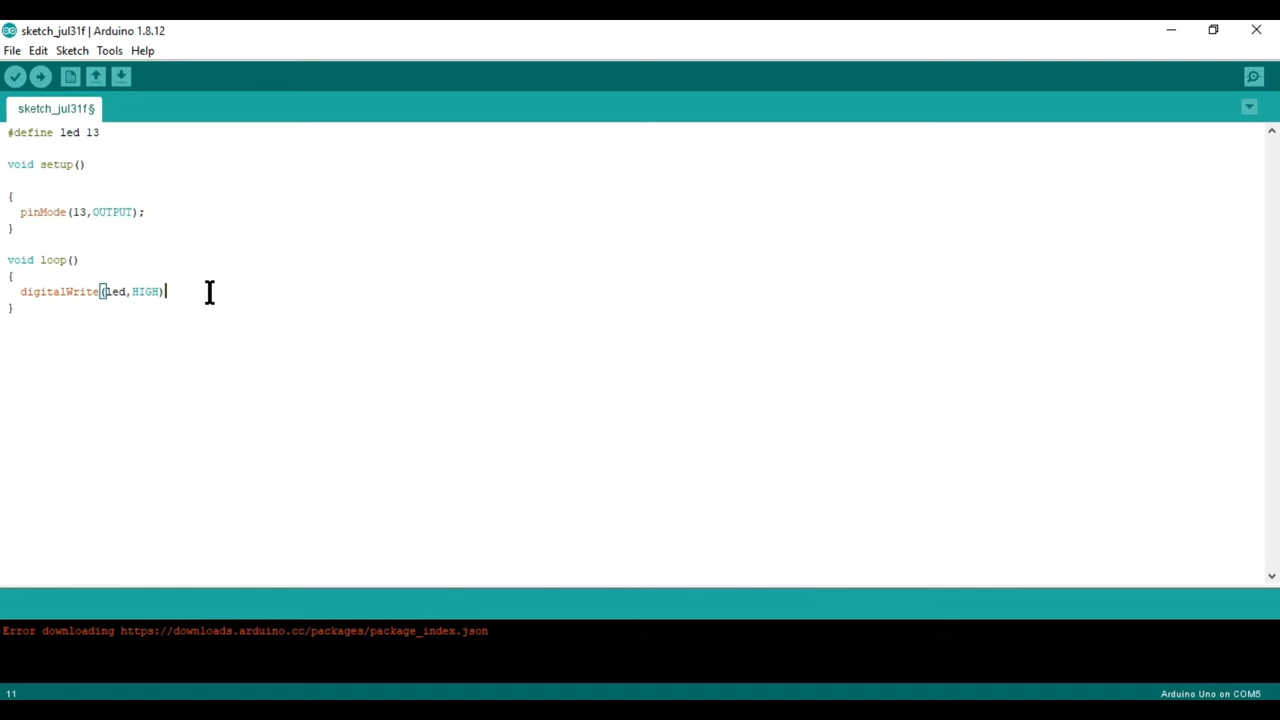 sketch_jul31f | Arduino 1.8.12
File Edit Sketch Tools Help
sketch_jul31f§
#define led 13
void setup()
{
pinMode(13,OUTPUT);
}
void loop()
{
digitalWrite(led,HIGH)
}
Error downloading https://downloads.arduino.cc/packages/package_index.json
11 Arduino Uno on COM5